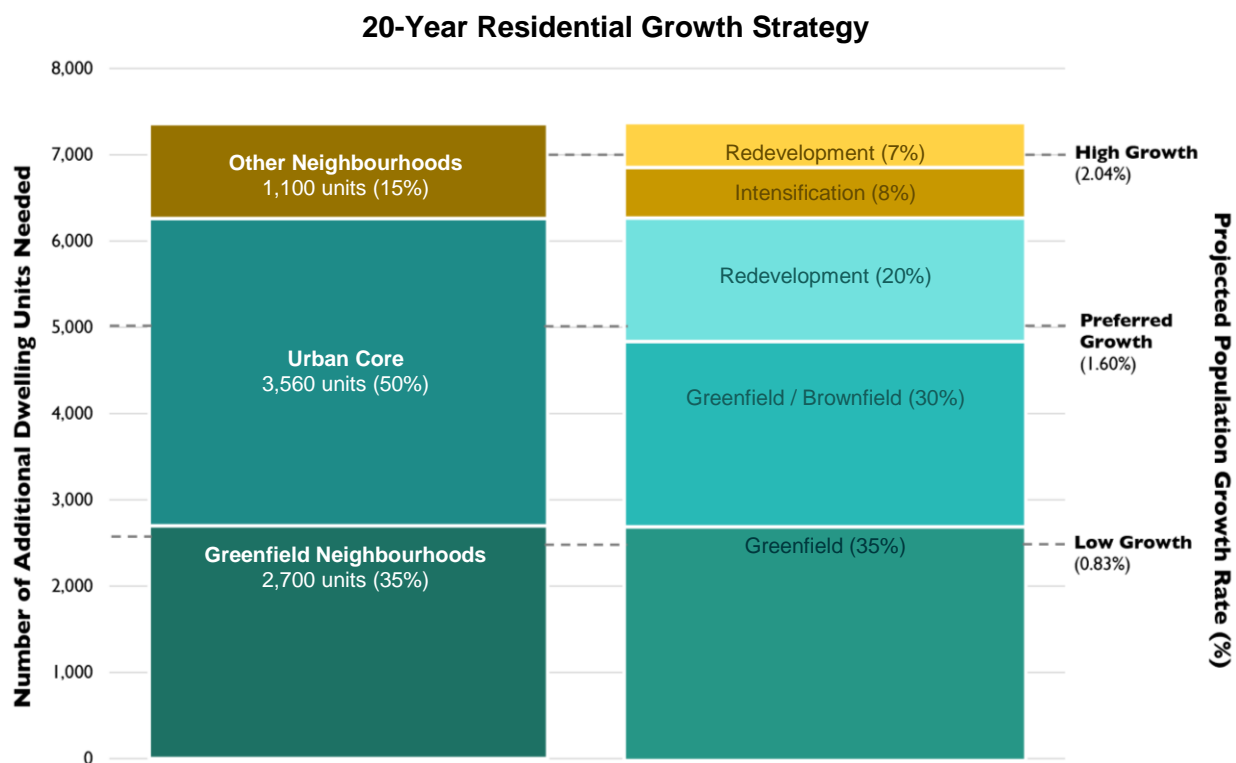 20-Year Residential Growth Strategy
Number of Additional Dwelling Units Needed
8,000
7,000
6,000
5,000
4,000
3,000
2,000
1,000
0
Other Neighbourhoods
1,100 units (15%)
Urban Core
3,560 units (50%)
Greenfield Neighbourhoods
2,700 units (35%)
Redevelopment (7%)
Intensification (8%)
Redevelopment (20%)
Greenfield / Brownfield (30%)
Greenfield (35%)
High Growth
(2.04%)
Preferred
Growth
(1.60%)
Low Growth
(0.83%)
Projected Population Growth Rate (%)